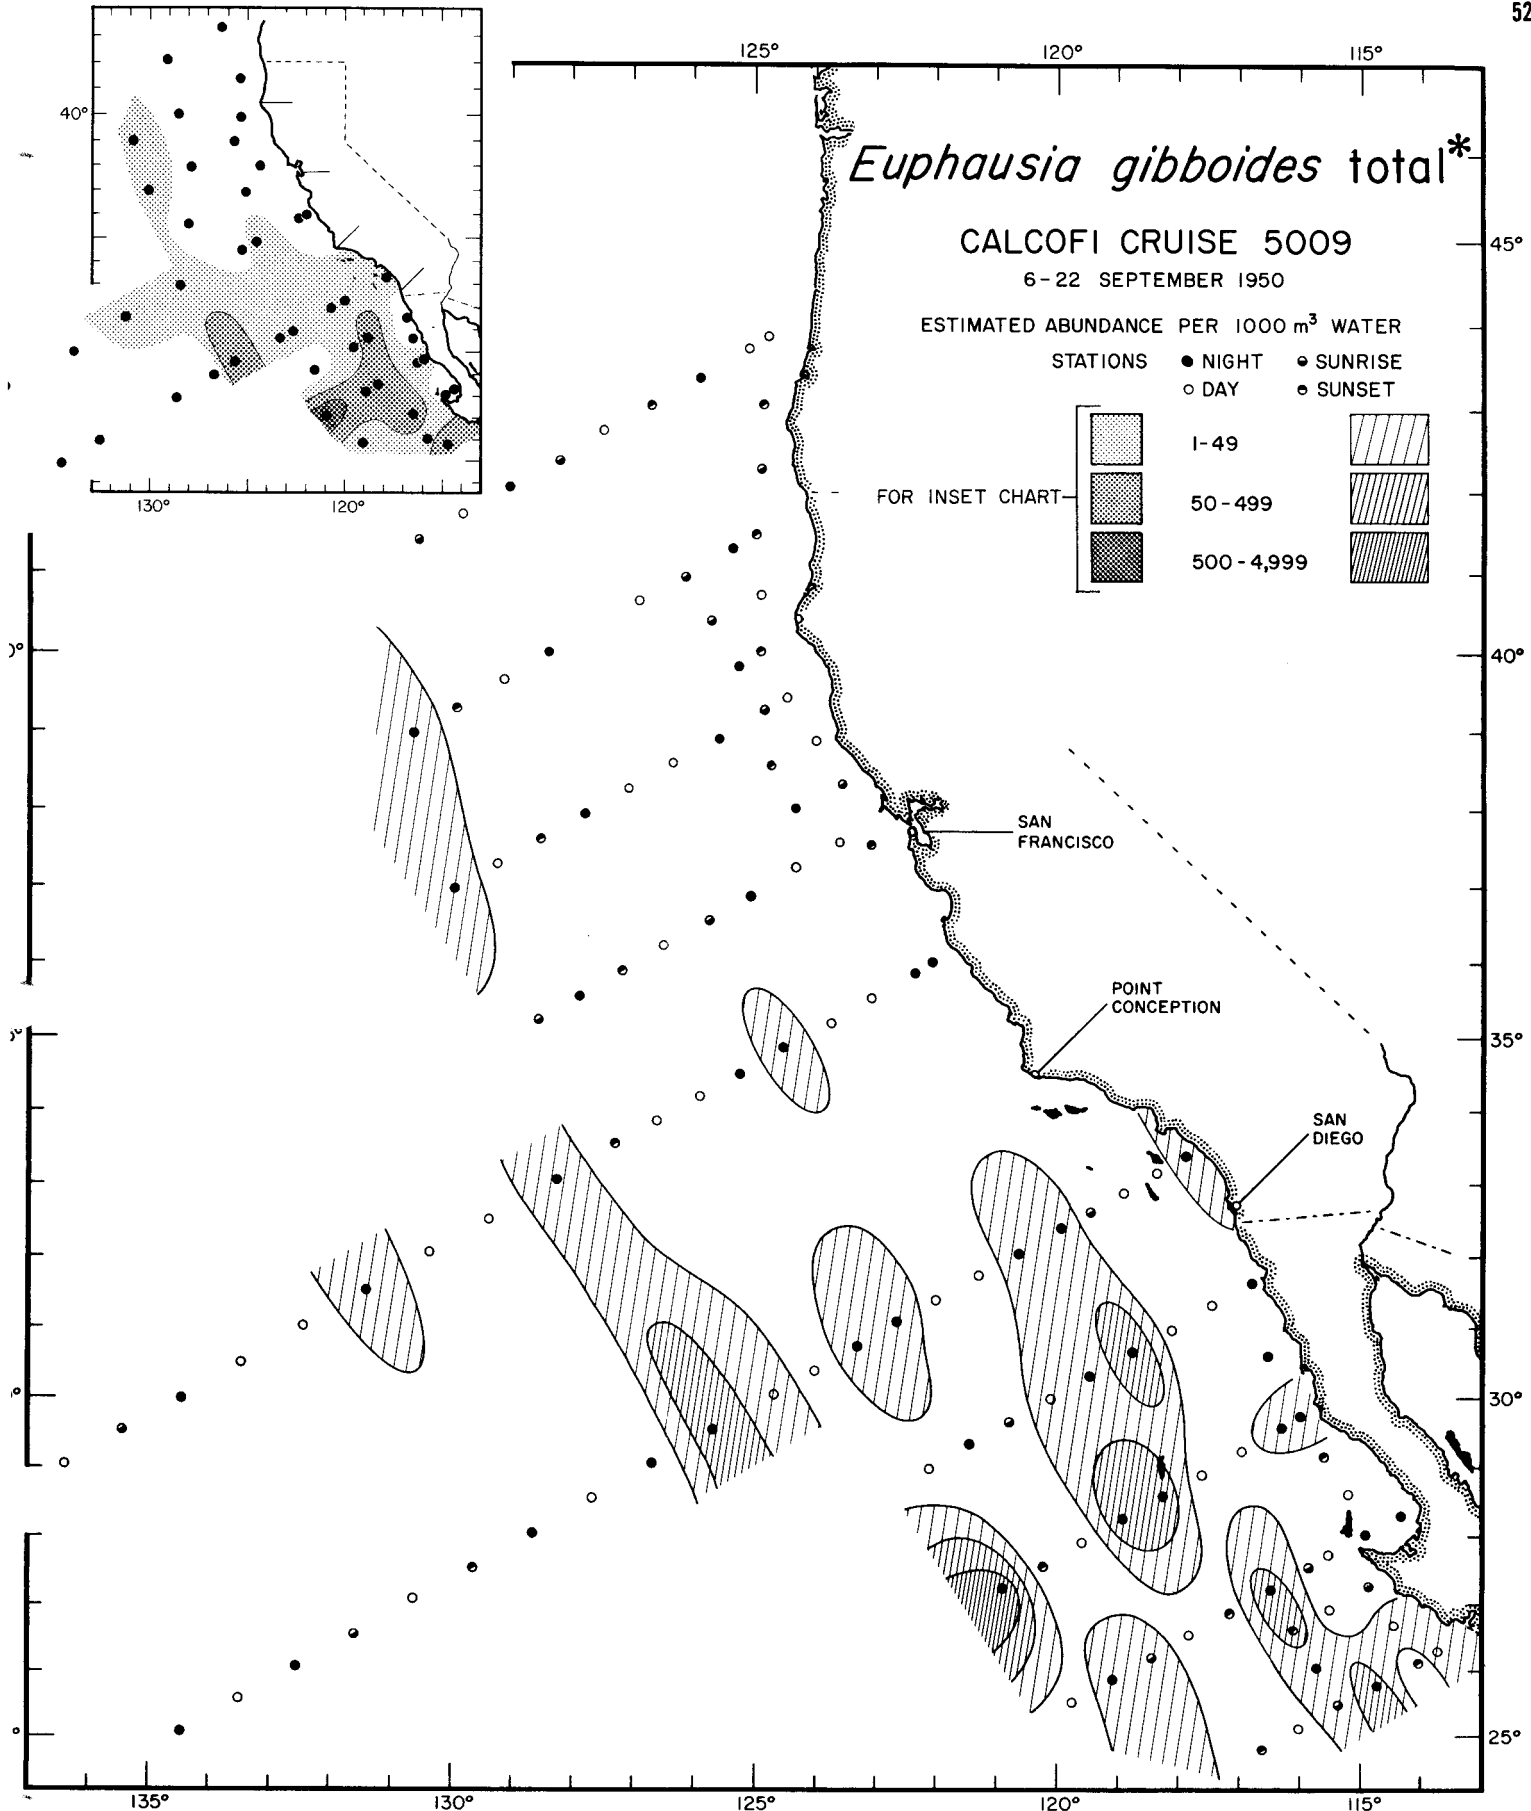 52
125°
120°
115°
40°
130°
120°
Euphausia gibboides total*
CALCOFI CRUISE 5009
6-22 SEPTEMBER 1950
ESTIMATED ABUNDANCE PER 1000 m³ WATER
STATIONS
NIGHT
SUNRISE
DAY
SUNSET
FOR INSET CHART
1-49
50-499
500-4,999
45°
40°
35°
30°
25°
SAN
FRANCISCO
POINT
CONCEPTION
SAN
DIEGO
135°
130°
125°
120°
115°